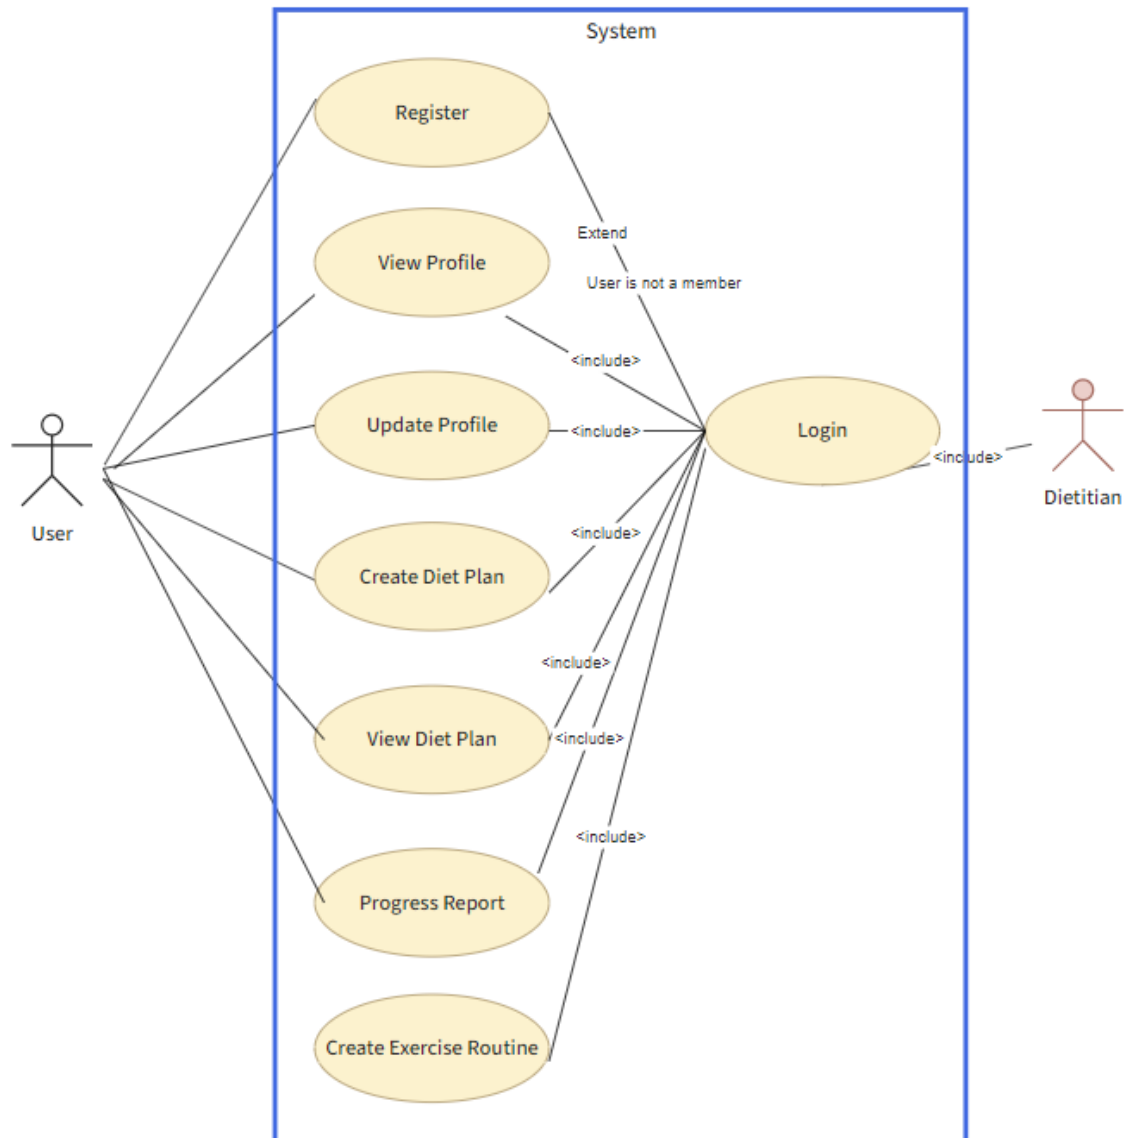 System
Register
View Profile
Extend
User is not a member
<include>
Update Profile
<include>
Login
<include>
Dietitian
User
<include>
Create Diet Plan
<include>
View Diet Plan
<include>
<include>
Progress Report
Create Exercise Routine